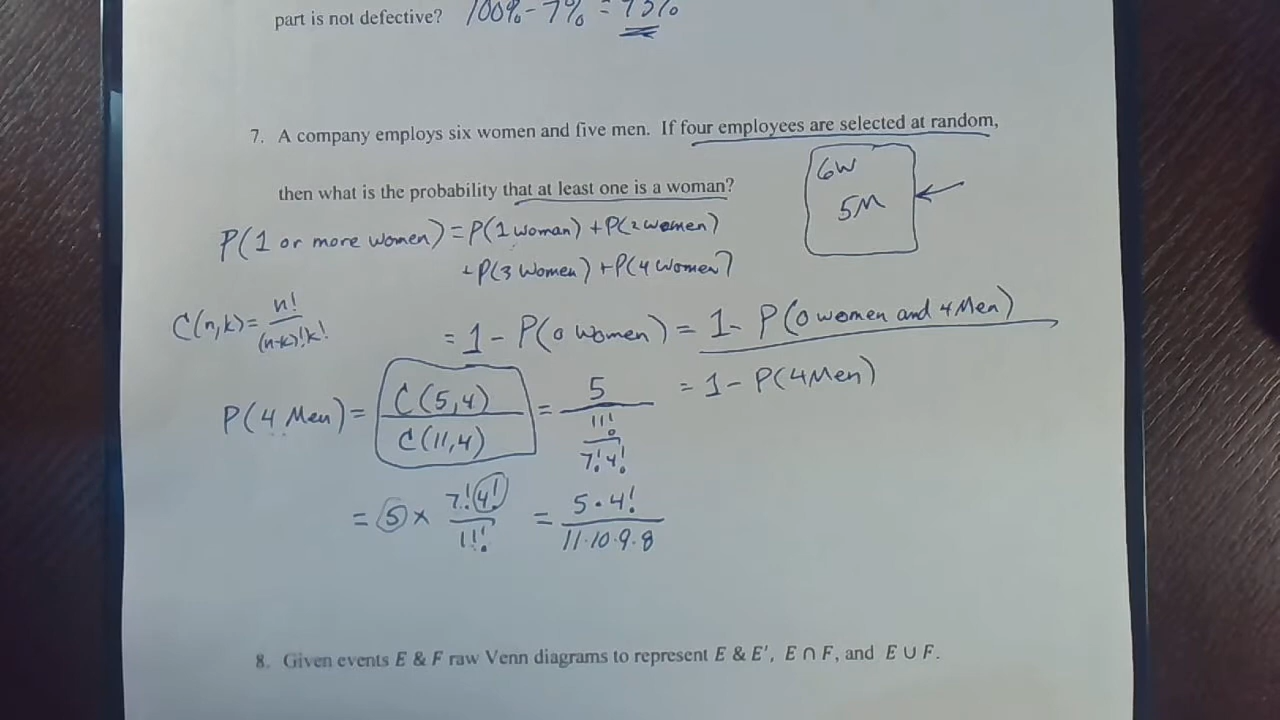 part is not defective? 100% - 7% = 93%
7. A company employs six women and five men. If four employees are selected at random,
then what is the probability that at least one is a woman?
6W
5M
P(1 or more women) = P(1 woman) + P(2 women)
+ P(3 women) + P(4 women)
C(n,k) = n! / (n-k)!k!
= 1 - P(0 women) = 1 - P(0 women and 4 Men)
= 1 - P(4 Men)
P(4 Men) = C(5,4) / C(11,4) = 5 / 11! / 7!4!
= 5 × 7!4! / 11! = 5·4! / 11·10·9·8
8. Given events E & F raw Venn diagrams to represent E & E', E ∩ F, and E ∪ F.